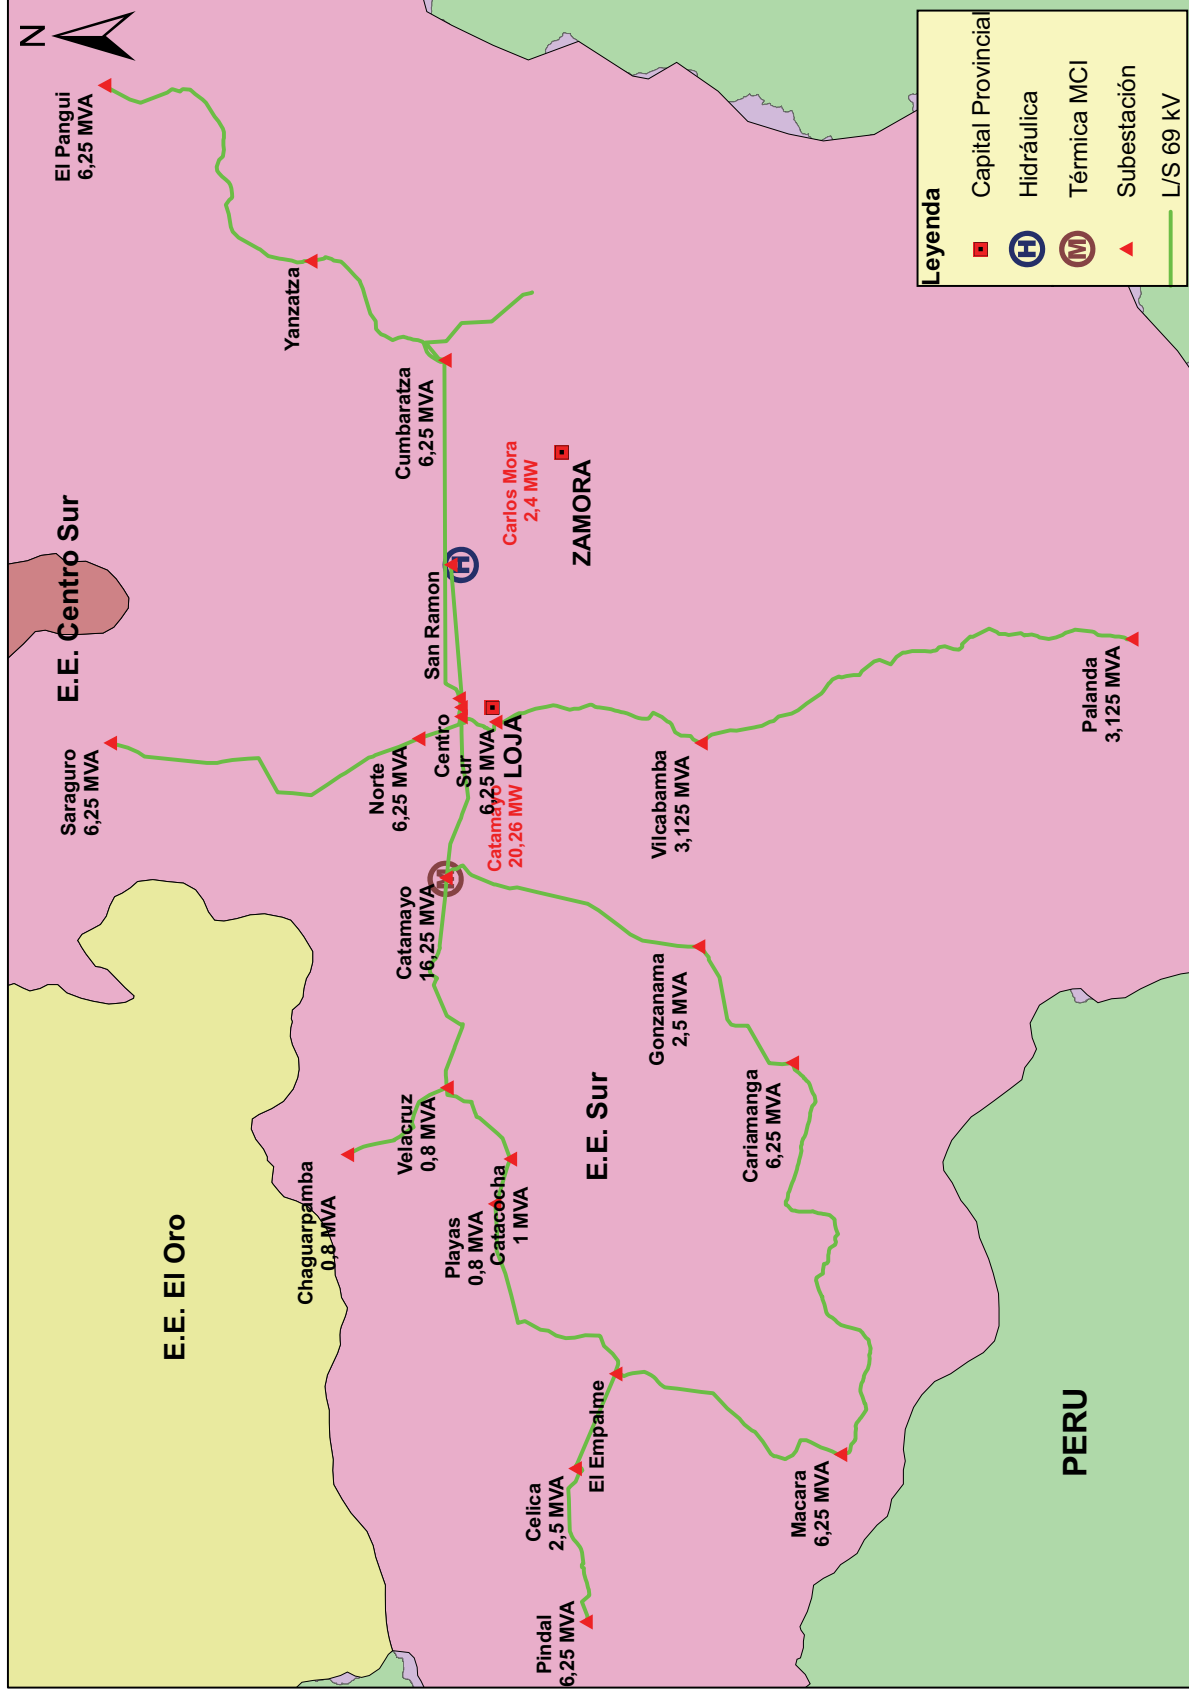 N
El Pangui
6,25 MVA
Yanzatza
Cumbaratza
6,25 MVA
Carlos Mora
2,4 MW
ZAMORA
E.E. Centro Sur
San Ramon
Saraguro
6,25 MVA
Norte
6,25 MVA
Centro
Sur
6,25 MVA
LOJA
Catamayo
20,26 MW
Vilcabamba
3,125 MVA
Palanda
3,125 MVA
H
M
Catamayo
16,25 MVA
Gonzanama
2,5 MVA
Cariamanga
6,25 MVA
Velacruz
0,8 MVA
Chaguarpamba
0,8 MVA
Playas
0,8 MVA
Catacocha
1 MVA
E.E. Sur
E.E. El Oro
El Empalme
Celica
2,5 MVA
Pindal
6,25 MVA
Macara
6,25 MVA
PERU
Leyenda
Capital Provincial
H Hidráulica
M Térmica MCI
Subestación
L/S 69 kV